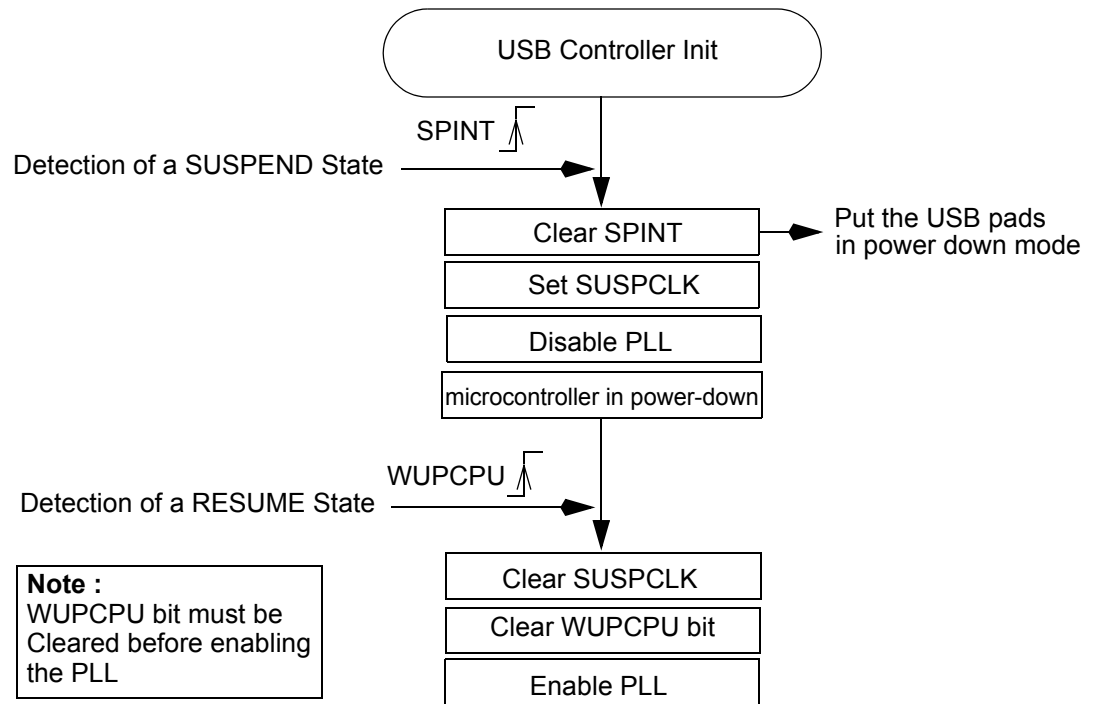 USB Controller Init
SPINT
Detection of a SUSPEND State
Clear SPINT
Put the USB pads
in power down mode
Set SUSPCLK
Disable PLL
microcontroller in power-down
WUPCPU
Detection of a RESUME State
Clear SUSPCLK
Note :
WUPCPU bit must be
Cleared before enabling
the PLL
Clear WUPCPU bit
Enable PLL